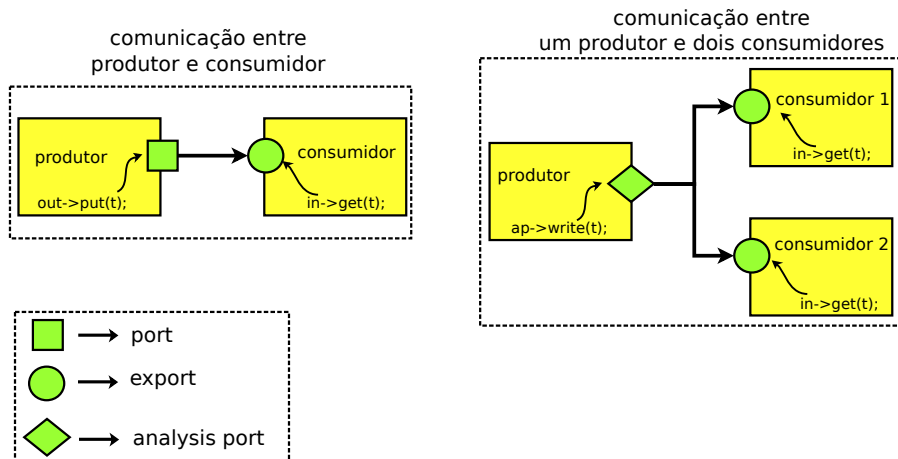 comunicação entre
produtor e consumidor
produtor
out->put(t);
consumidor
in->get(t);
comunicação entre
um produtor e dois consumidores
produtor
ap->write(t);
consumidor 1
in->get(t);
consumidor 2
in->get(t);
port
export
analysis port